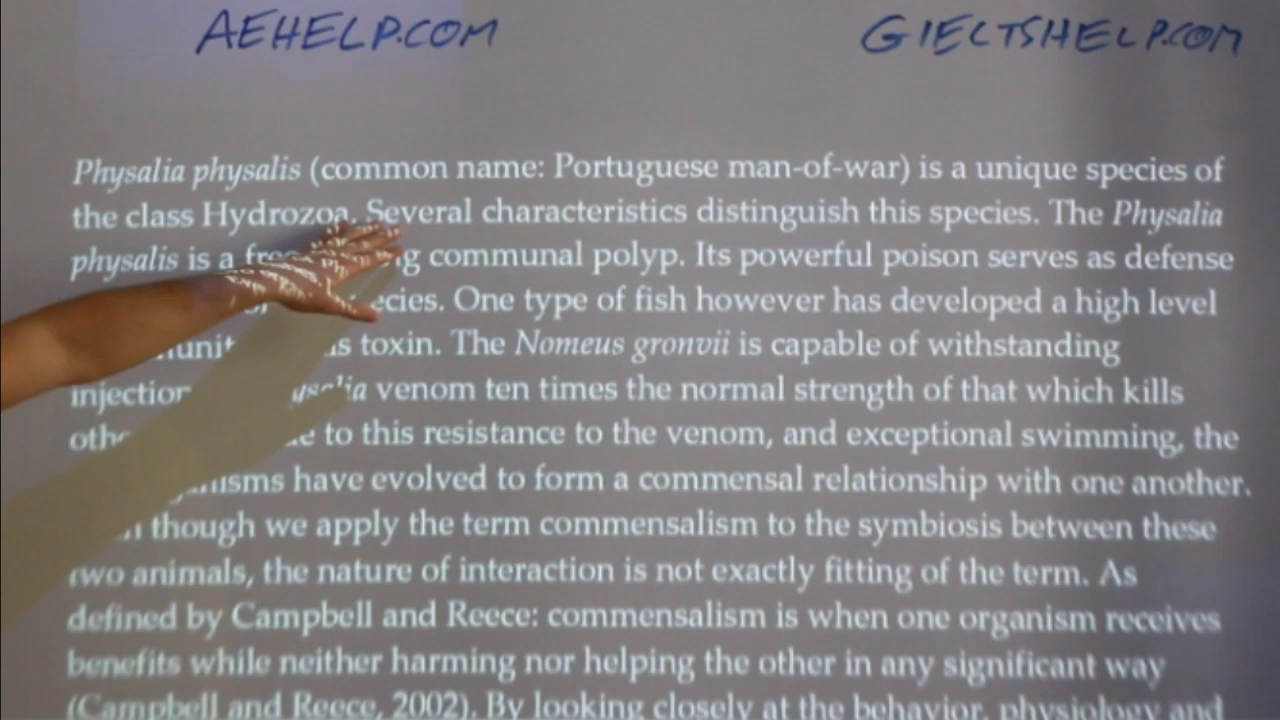 AEHELP.COM
GIELTSHELP.COM
Physalia physalis (common name: Portuguese man-of-war) is a unique species of
the class Hydrozoa. Several characteristics distinguish this species. The Physalia
physalis is a communal polyp. Its powerful poison serves as defense
One type of fish however has developed a high level
toxin. The Nomeus gronvii is capable of withstanding
venom ten times the normal strength of that which kills
to this resistance to the venom, and exceptional swimming, the
have evolved to form a commensal relationship with one another.
though we apply the term commensalism to the symbiosis between these
two animals, the nature of interaction is not exactly fitting of the term. As
defined by Campbell and Reece: commensalism is when one organism receives
benefits while neither harming nor helping the other in any significant way
(Campbell and Reece, 2002). By looking closely at the behavior, physiology and